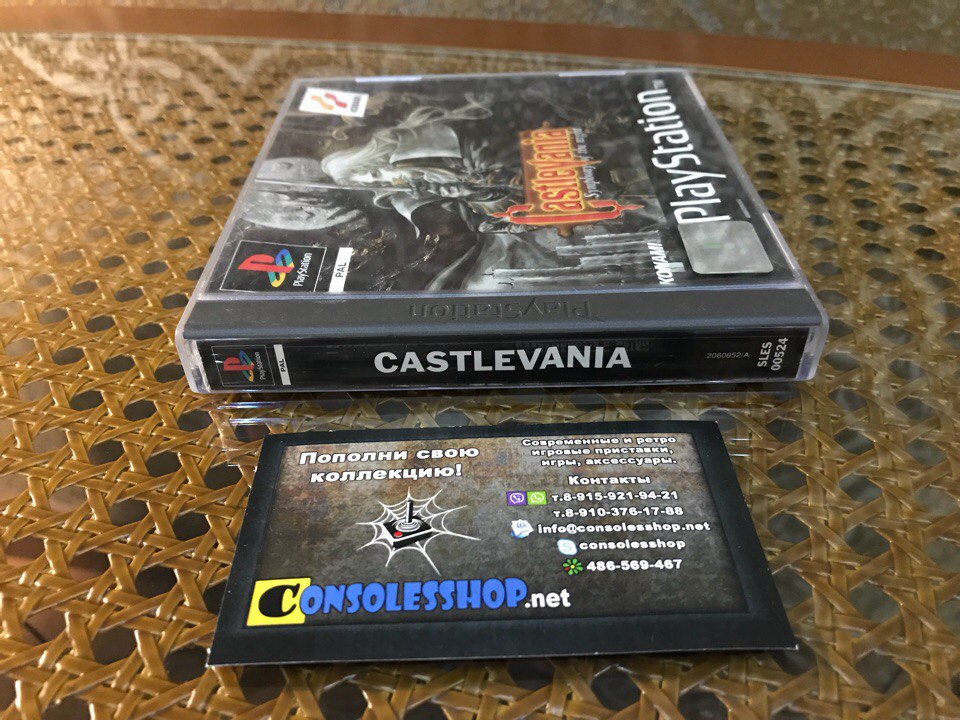 KONAMI
Castlevania
Symphony of the night
PlayStation
KONAMI
PlayStation
PAL
PlayStation
PlayStation
PAL
CASTLEVANIA
2060652/A
SLES
00524
Пополни свою
коллекцию!
Современные и ретро
игровые приставки,
игры, аксессуары.
Контакты
т.8-915-921-94-21
т.8-910-376-17-88
info@consolesshop.net
consolesshop
486-569-467
CONSOLESSHOP.net